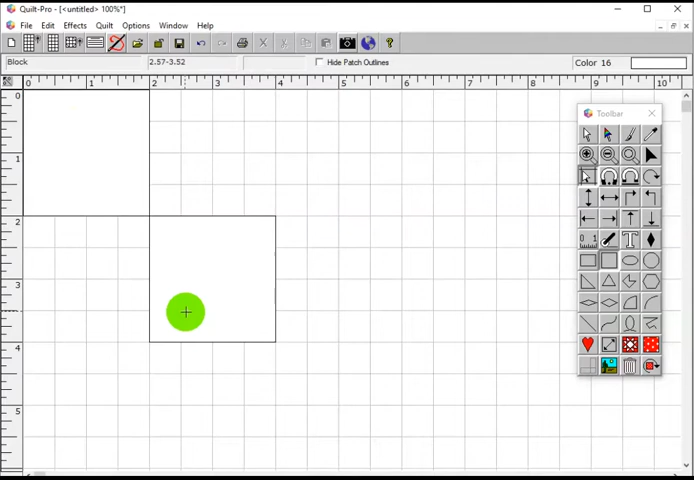 Quilt-Pro - [<untitled> 100%*]
File Edit Effects Quilt Options Window Help
Block 2.57-3.52 Hide Patch Outlines Color 16
0 1 2 3 4 5 6 7 8 9 10
0
1
2
3
4
5
Toolbar
0 1
T